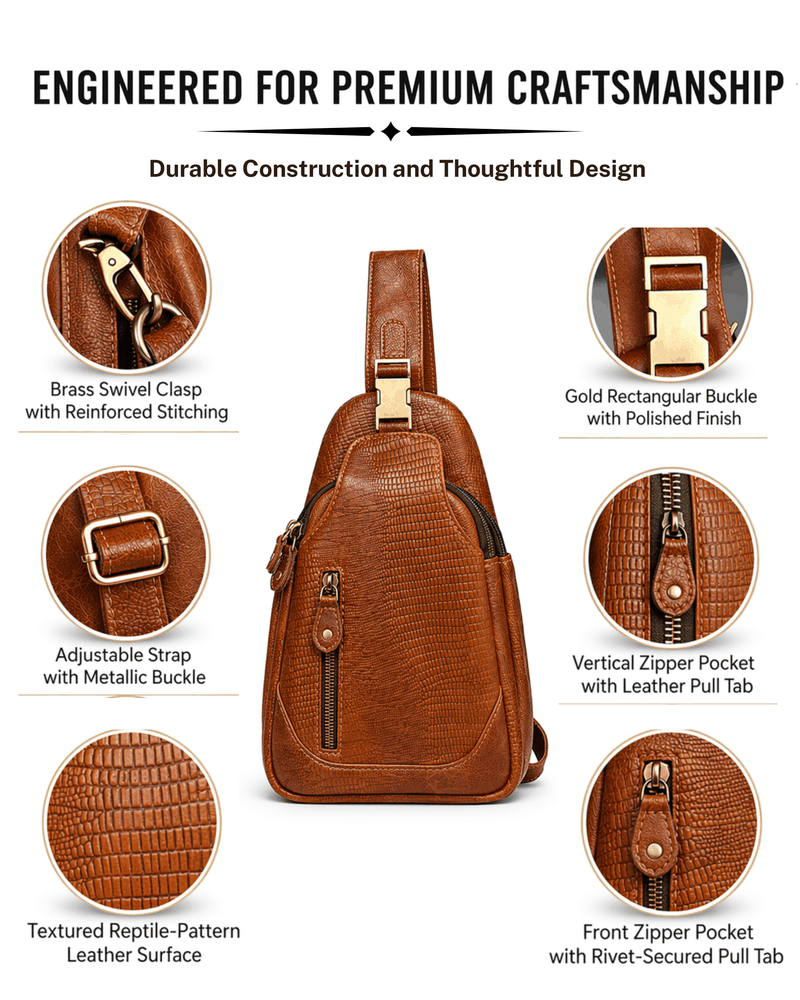 ENGINEERED FOR PREMIUM CRAFTSMANSHIP
Durable Construction and Thoughtful Design
Brass Swivel Clasp
with Reinforced Stitching
Gold Rectangular Buckle
with Polished Finish
Adjustable Strap
with Metallic Buckle
Vertical Zipper Pocket
with Leather Pull Tab
Textured Reptile-Pattern
Leather Surface
Front Zipper Pocket
with Rivet-Secured Pull Tab